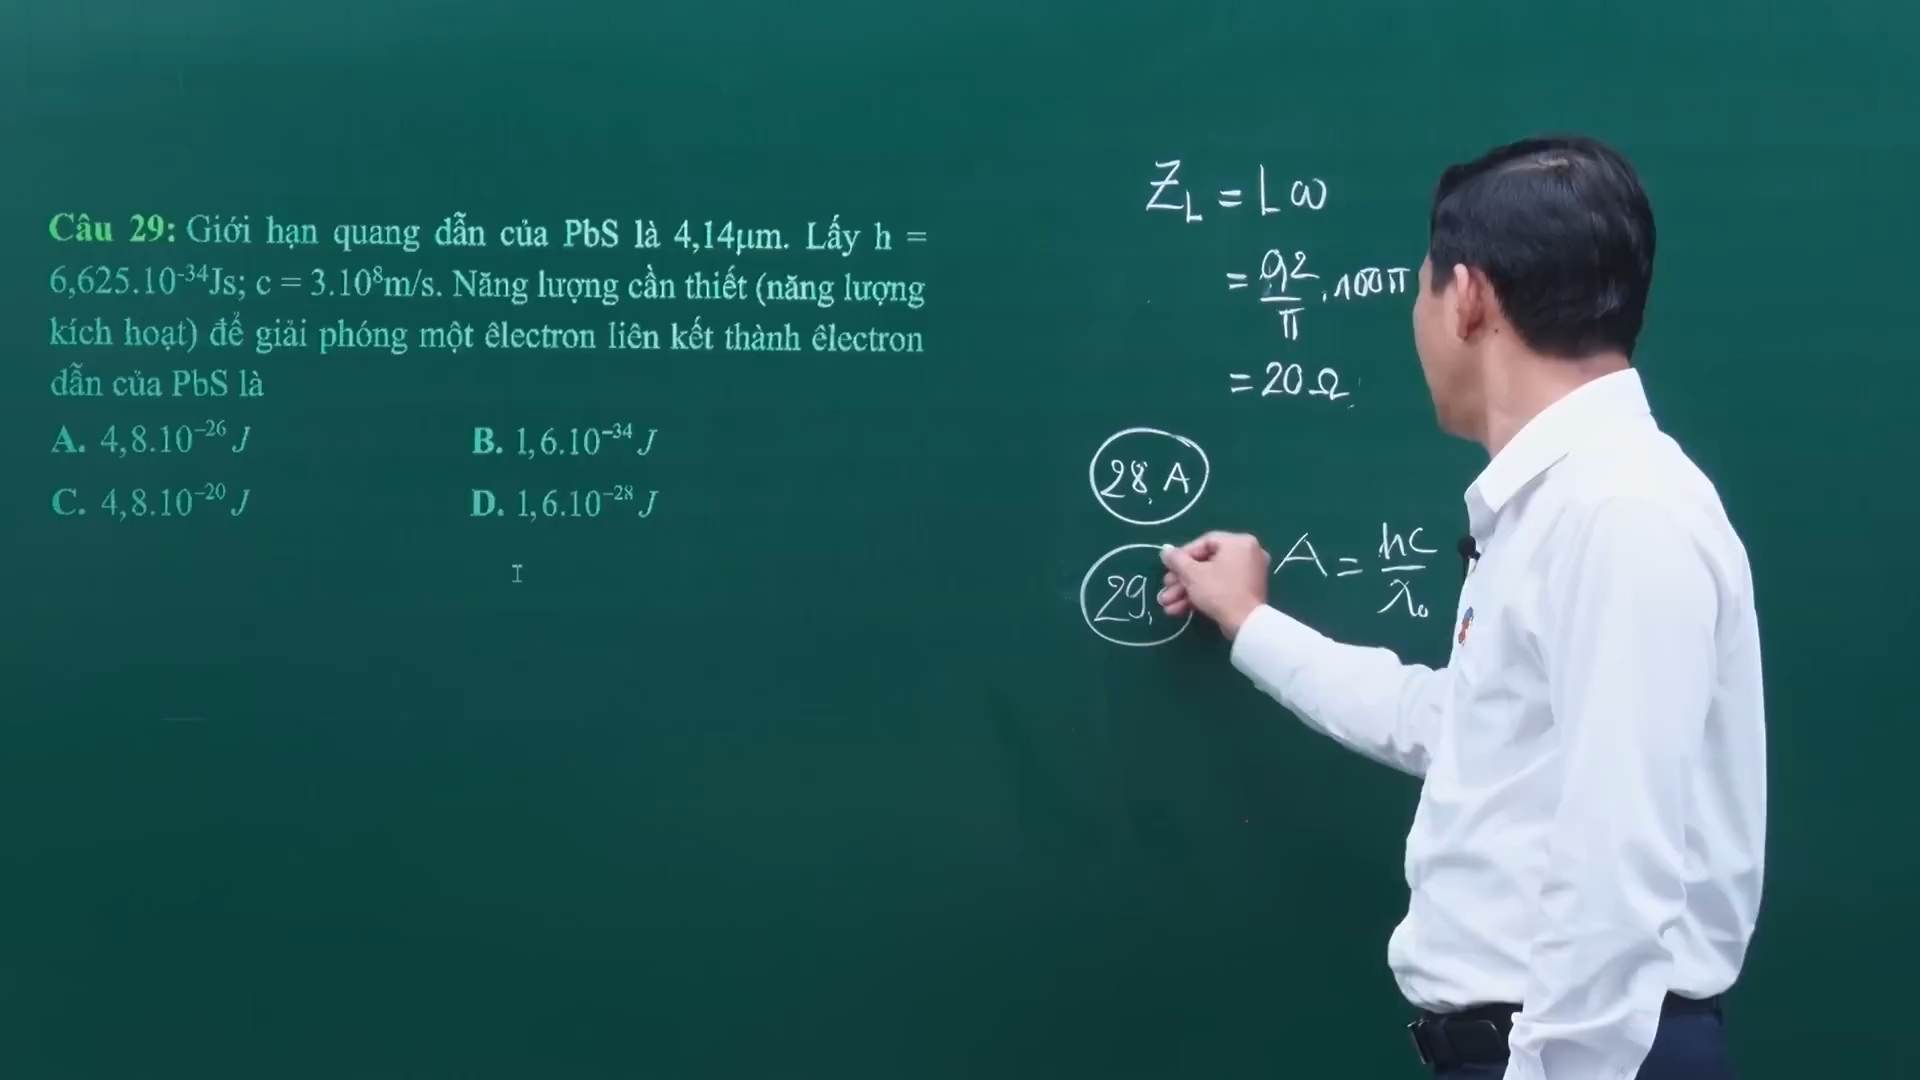 Câu 29: Giới hạn quang dẫn của PbS là 4,14μm. Lấy h =
6,625.10⁻³⁴Js; c = 3.10⁸m/s. Năng lượng cần thiết (năng lượng
kích hoạt) để giải phóng một êlectron liên kết thành êlectron
dẫn của PbS là
A. 4,8.10⁻²⁶ J B. 1,6.10⁻³⁴ J
C. 4,8.10⁻²⁰ J D. 1,6.10⁻²⁸ J
Z_L = Lω
= 0,2/π . 100π
= 20Ω
28. A
29. A = hc/λ₀